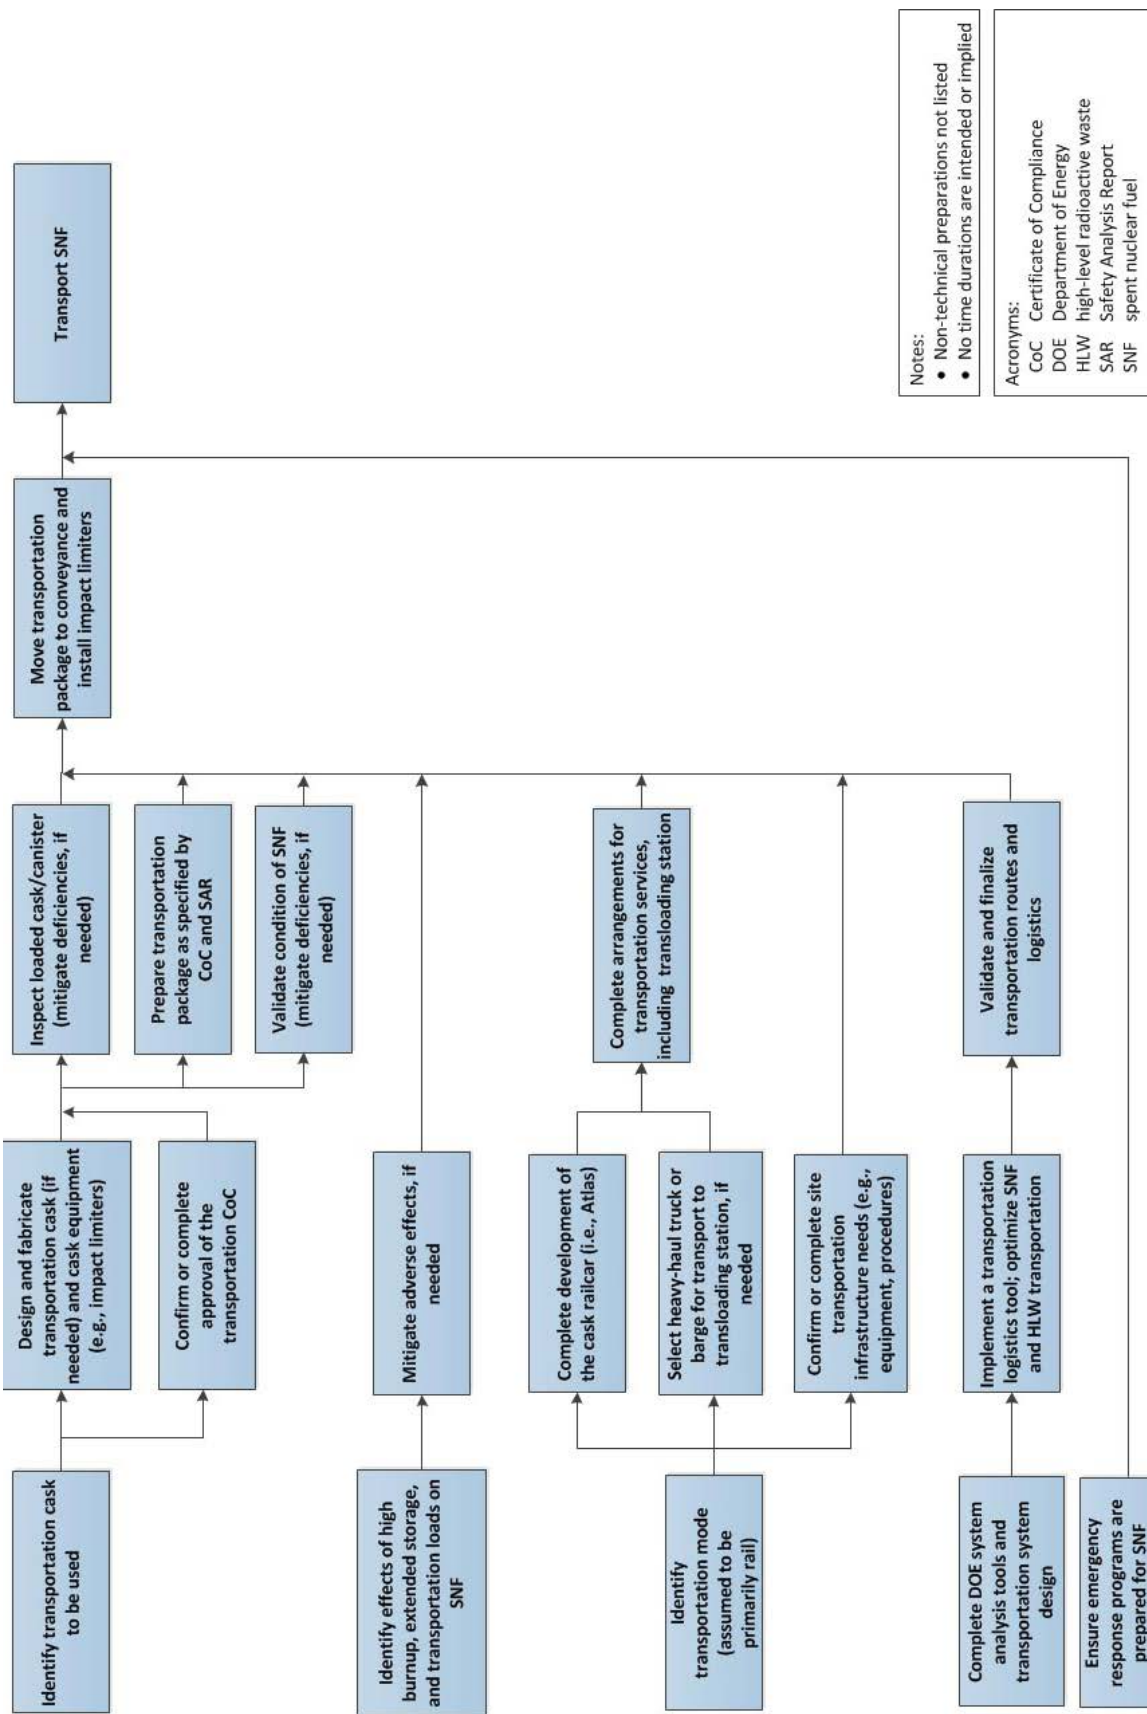 Identify transportation cask
to be used
Design and fabricate
transportation cask (if
needed) and cask equipment
(e.g., impact limiters)
Confirm or complete
approval of the
transportation CoC
Inspect loaded cask/canister
(mitigate deficiencies, if
needed)
Prepare transportation
package as specified by
CoC and SAR
Validate condition of SNF
(mitigate deficiencies, if
needed)
Move transportation
package to conveyance and
install impact limiters
Transport SNF
Identify effects of high
burnup, extended storage,
and transportation loads on
SNF
Mitigate adverse effects, if
needed
Identify
transportation mode
(assumed to be
primarily rail)
Complete development of
the cask railcar (i.e., Atlas)
Select heavy-haul truck or
barge for transport to
transloading station, if
needed
Confirm or complete site
transportation
infrastructure needs (e.g.,
equipment, procedures)
Complete arrangements for
transportation services,
including transloading station
Complete DOE system
analysis tools and
transportation system
design
Implement a transportation
logistics tool; optimize SNF
and HLW transportation
Validate and finalize
transportation routes and
logistics
Ensure emergency
response programs are
prepared for SNF
Notes:
• Non-technical preparations not listed
• No time durations are intended or implied
Acronyms:
CoC Certificate of Compliance
DOE Department of Energy
HLW high-level radioactive waste
SAR Safety Analysis Report
SNF spent nuclear fuel